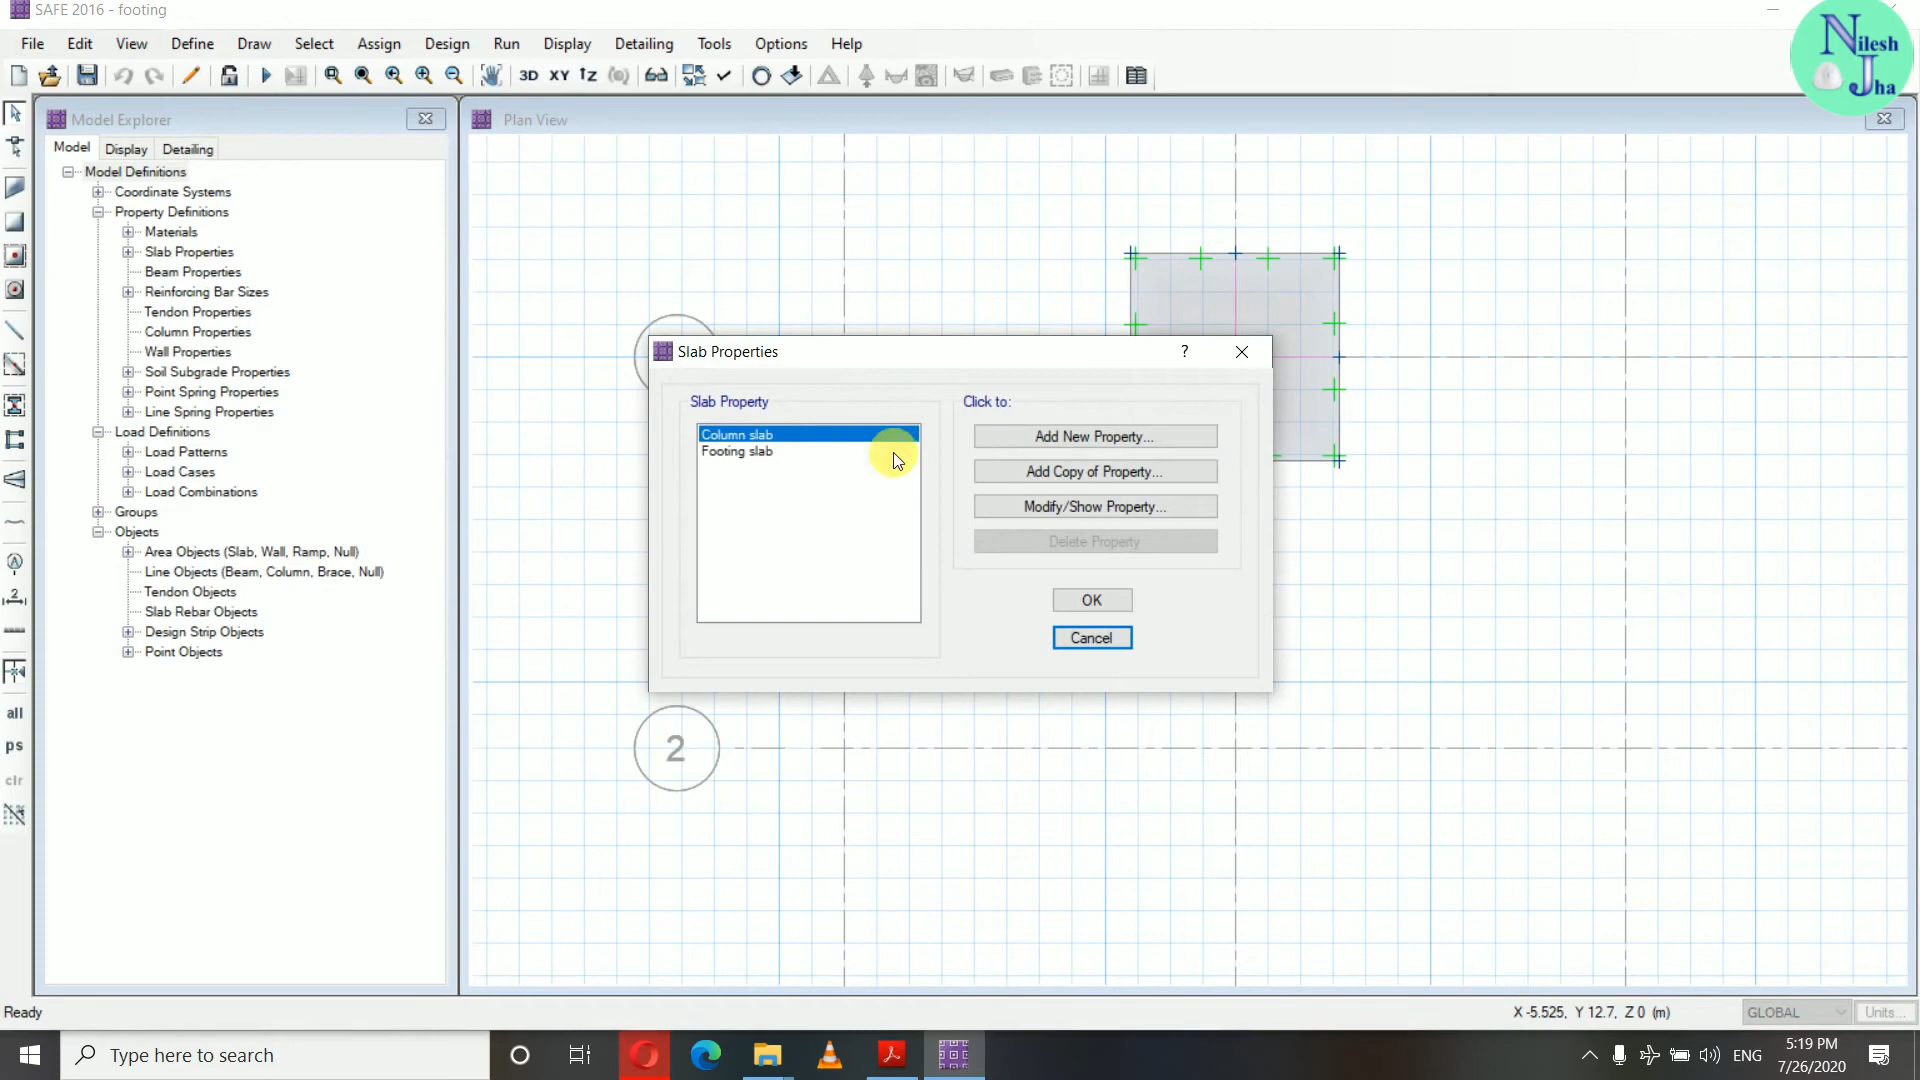 SAFE 2016 - footing
File Edit View Define Draw Select Assign Design Run Display Detailing Tools Options Help
3D XY
Nilesh
Jha
Model Explorer
Model Display Detailing
Model Definitions
Coordinate Systems
Property Definitions
Materials
Slab Properties
Beam Properties
Reinforcing Bar Sizes
Tendon Properties
Column Properties
Wall Properties
Soil Subgrade Properties
Point Spring Properties
Line Spring Properties
Load Definitions
Load Patterns
Load Cases
Load Combinations
Groups
Objects
Area Objects (Slab, Wall, Ramp, Null)
Line Objects (Beam, Column, Brace, Null)
Tendon Objects
Slab Rebar Objects
Design Strip Objects
Point Objects
all
ps
clr
Plan View
2
Slab Properties
?
Slab Property
Column slab
Footing slab
Click to:
Add New Property...
Add Copy of Property...
Modify/Show Property...
Delete Property
OK
Cancel
Ready
X -5.525, Y 12.7, Z 0 (m)
GLOBAL
Units...
Type here to search
ENG
5:19 PM
7/26/2020